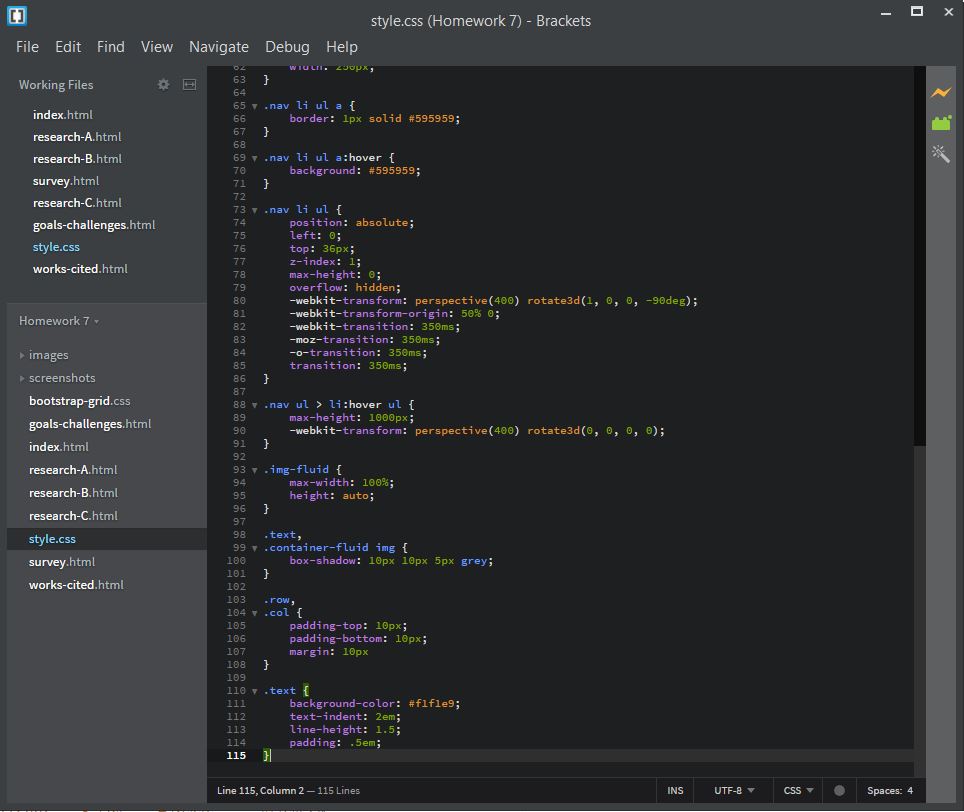 style.css (Homework 7) - Brackets
File Edit Find View Navigate Debug Help
Working Files
index.html
research-A.html
research-B.html
survey.html
research-C.html
goals-challenges.html
style.css
works-cited.html
Homework 7
images
screenshots
bootstrap-grid.css
goals-challenges.html
index.html
research-A.html
research-B.html
research-C.html
style.css
survey.html
works-cited.html
62 width: 250px;
63 }
64
65 .nav li ul a {
66 border: 1px solid #595959;
67 }
68
69 .nav li ul a:hover {
70 background: #595959;
71 }
72
73 .nav li ul {
74 position: absolute;
75 left: 0;
76 top: 36px;
77 z-index: 1;
78 max-height: 0;
79 overflow: hidden;
80 -webkit-transform: perspective(400) rotate3d(1, 0, 0, -90deg);
81 -webkit-transform-origin: 50% 0;
82 -webkit-transition: 350ms;
83 -moz-transition: 350ms;
84 -o-transition: 350ms;
85 transition: 350ms;
86 }
87
88 .nav ul > li:hover ul {
89 max-height: 1000px;
90 -webkit-transform: perspective(400) rotate3d(0, 0, 0, 0);
91 }
92
93 .img-fluid {
94 max-width: 100%;
95 height: auto;
96 }
97
98 .text,
99 .container-fluid img {
100 box-shadow: 10px 10px 5px grey;
101 }
102
103 .row,
104 .col {
105 padding-top: 10px;
106 padding-bottom: 10px;
107 margin: 10px
108 }
109
110 .text {
111 background-color: #f1f1e9;
112 text-indent: 2em;
113 line-height: 1.5;
114 padding: .5em;
115 }
Line 115, Column 2 — 115 Lines INS UTF-8 CSS Spaces: 4